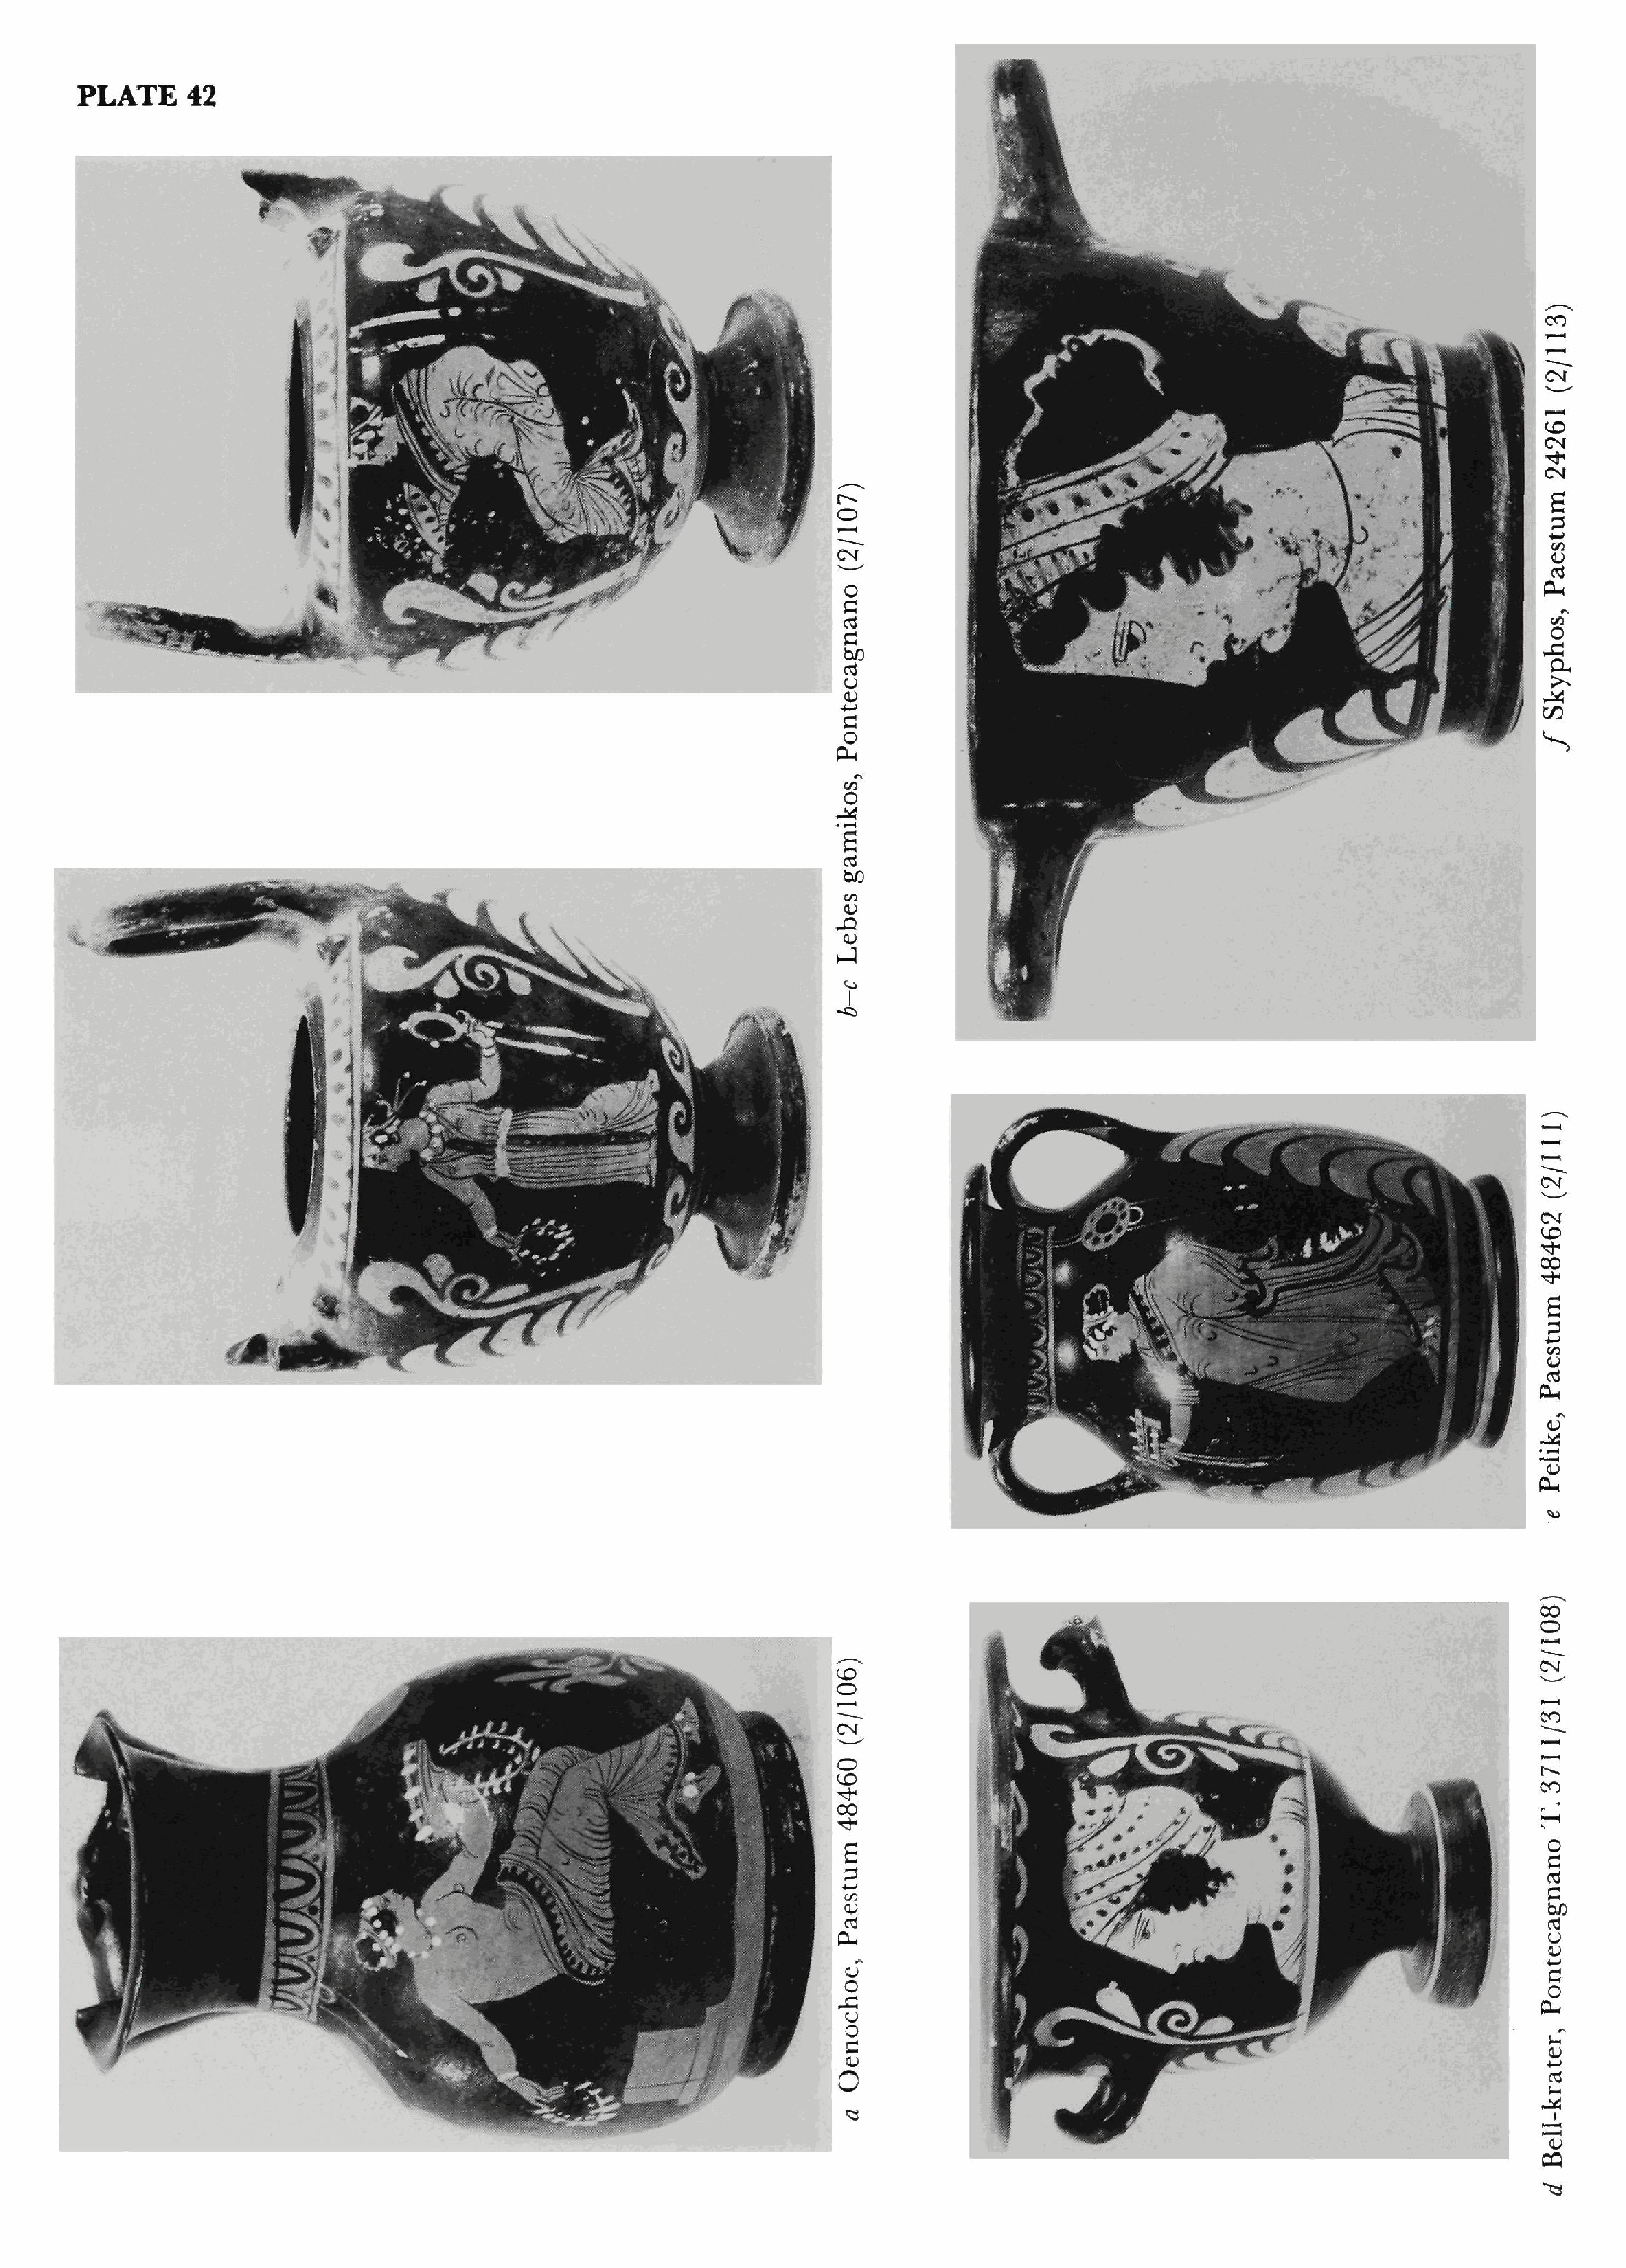 PLATE 42
a Oenochoe, Paestum 48460 (2/106)
b–c Lebes gamikos, Pontecagnano (2/107)
d Bell-krater, Pontecagnano T. 3711/31 (2/108)
e Pelike, Paestum 48462 (2/111)
f Skyphos, Paestum 24261 (2/113)